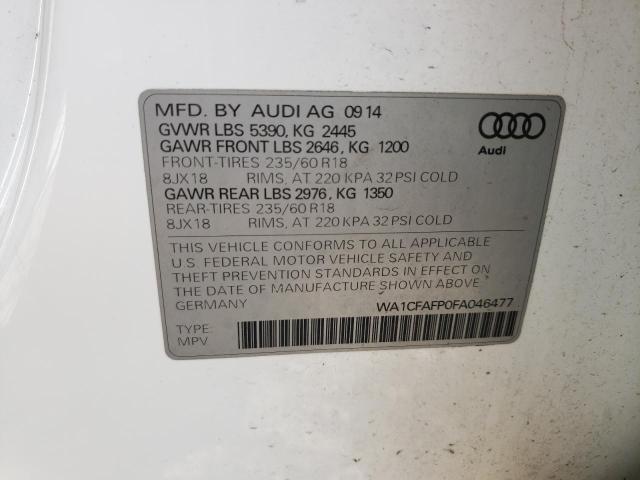 MFD. BY AUDI AG 09 14
GVWR LBS 5390, KG 2445
GAWR FRONT LBS 2646, KG 1200
FRONT-TIRES 235/60 R18
8JX18 RIMS, AT 220 KPA 32 PSI COLD
GAWR REAR LBS 2976, KG 1350
REAR-TIRES 235/60 R18
8JX18 RIMS, AT 220 KPA 32 PSI COLD
Audi
THIS VEHICLE CONFORMS TO ALL APPLICABLE
U.S. FEDERAL MOTOR VEHICLE SAFETY AND
THEFT PREVENTION STANDARDS IN EFFECT ON
DATE OF MANUFACTURE SHOWN ABOVE.
GERMANY WA1CFAFP0FA046477
TYPE:
MPV